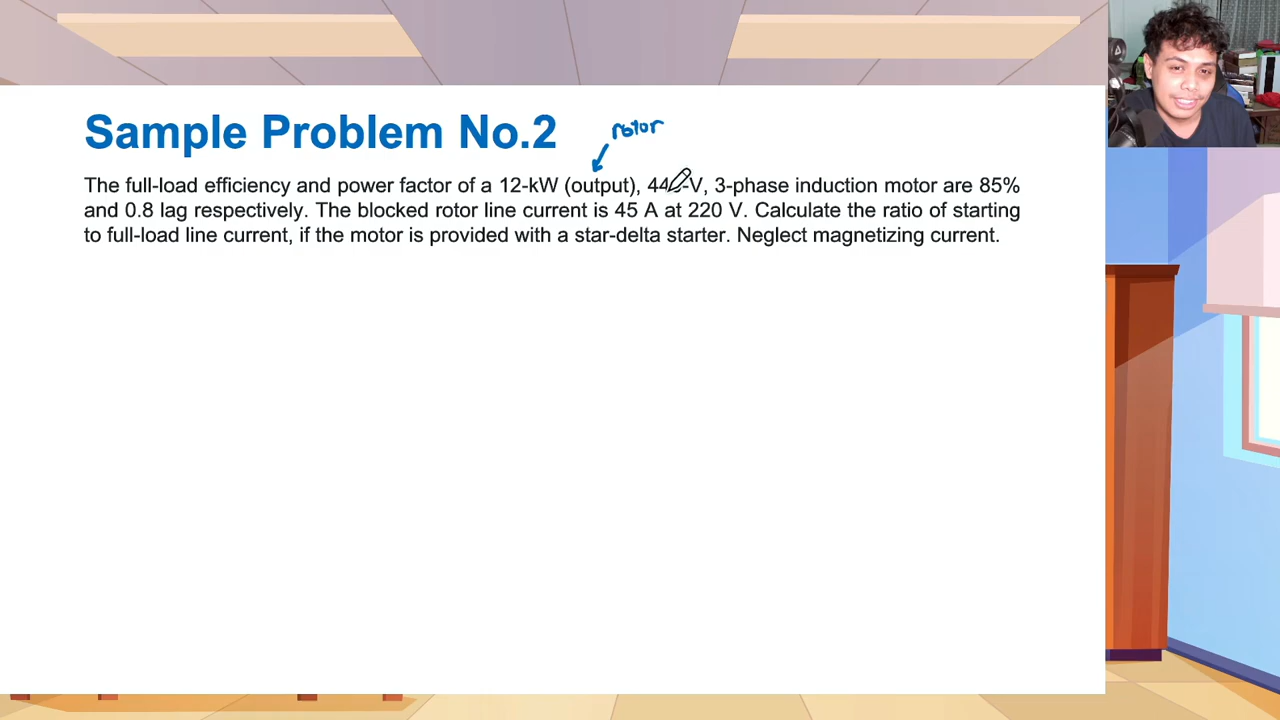 Sample Problem No.2
rotor
The full-load efficiency and power factor of a 12-kW (output), 440-V, 3-phase induction motor are 85%
and 0.8 lag respectively. The blocked rotor line current is 45 A at 220 V. Calculate the ratio of starting
to full-load line current, if the motor is provided with a star-delta starter. Neglect magnetizing current.